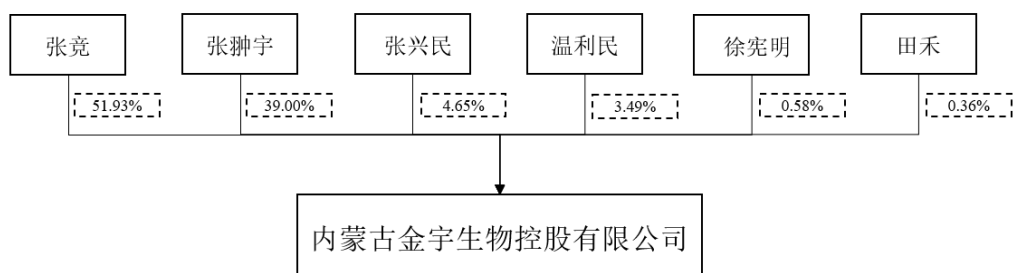 张竞 张翀宇 张兴民 温利民 徐宪明 田禾
51.93% 39.00% 4.65% 3.49% 0.58% 0.36%
内蒙古金宇生物控股有限公司